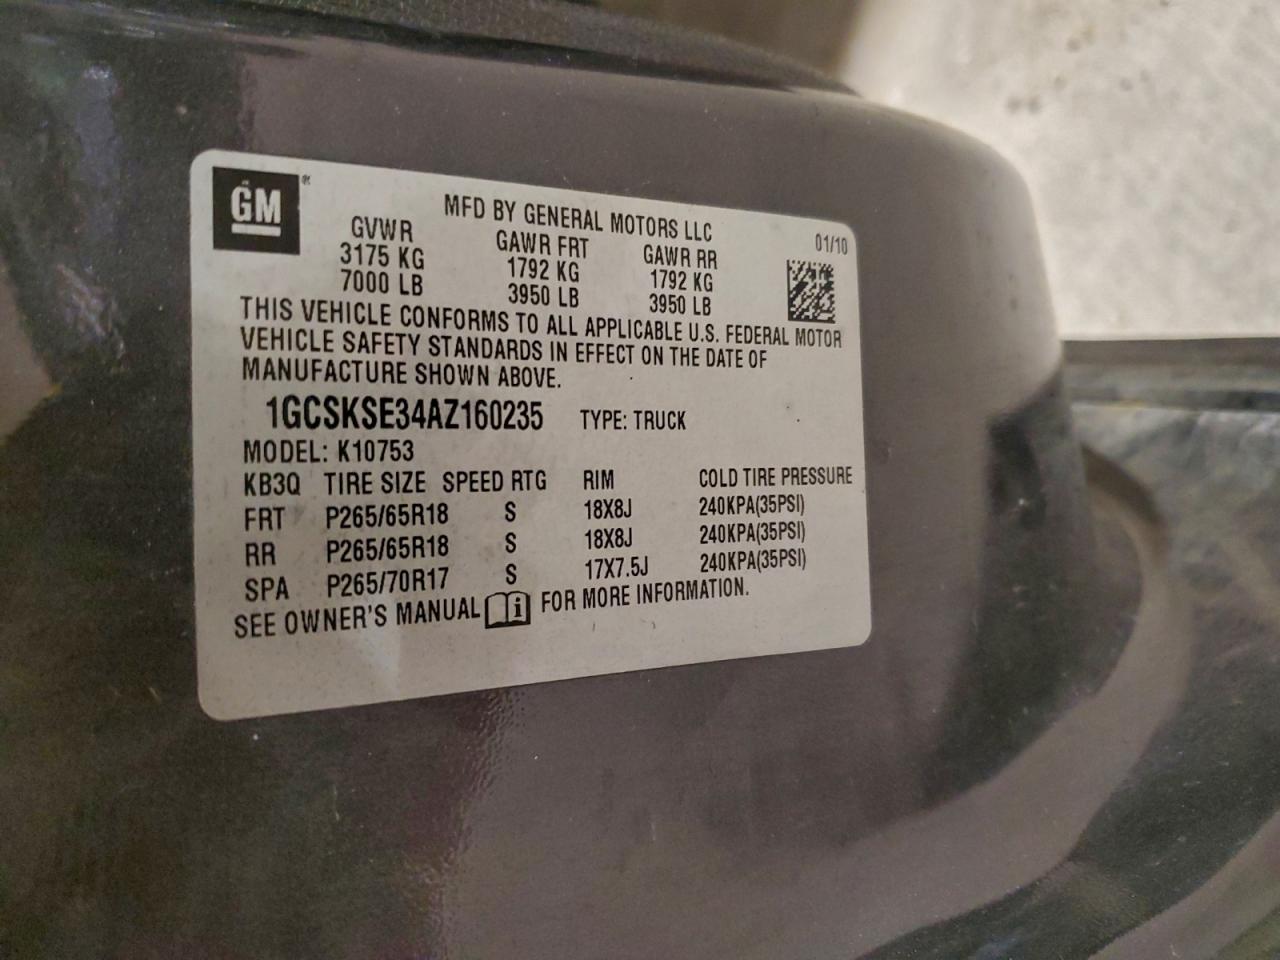 GM ®
MFD BY GENERAL MOTORS LLC
01/10
GVWR GAWR FRT GAWR RR
3175 KG 1792 KG 1792 KG
7000 LB 3950 LB 3950 LB
THIS VEHICLE CONFORMS TO ALL APPLICABLE U.S. FEDERAL MOTOR
VEHICLE SAFETY STANDARDS IN EFFECT ON THE DATE OF
MANUFACTURE SHOWN ABOVE.
1GCSKSE34AZ160235 TYPE: TRUCK
MODEL: K10753
KB3Q TIRE SIZE SPEED RTG RIM COLD TIRE PRESSURE
FRT P265/65R18 S 18X8J 240KPA(35PSI)
RR P265/65R18 S 18X8J 240KPA(35PSI)
SPA P265/70R17 S 17X7.5J 240KPA(35PSI)
SEE OWNER'S MANUAL i FOR MORE INFORMATION.